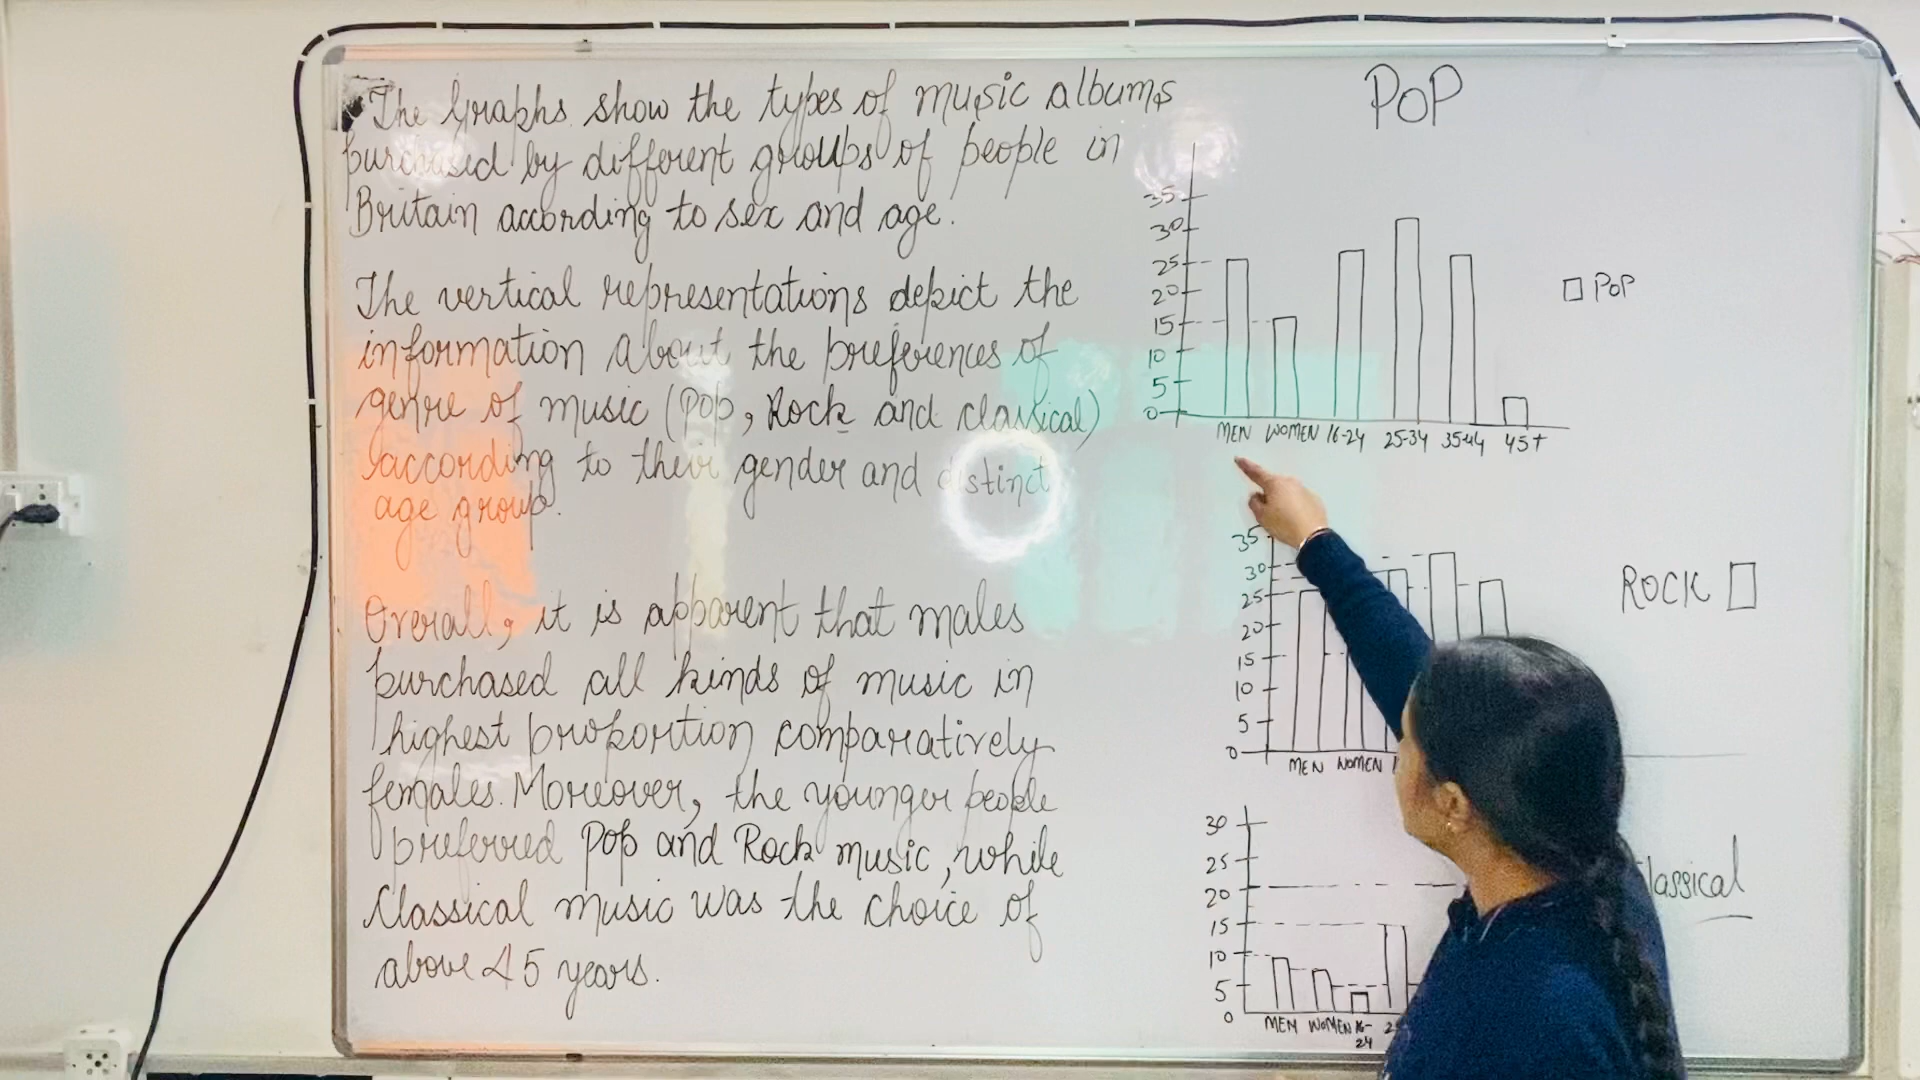 The Graphs show the types of music albums
purchased by different groups of people in
Britain according to sex and age.
The vertical representations depict the
information about the preferences of
genre of music (Pop, Rock and classical)
according to their gender and distinct
age group.
Overall, it is apparent that males
purchased all kinds of music in
highest proportion comparatively
females. Moreover, the younger people
preferred Pop and Rock music, while
Classical music was the choice of
above 45 years.
POP
35
30
25
20
15
10
5
0
MEN WOMEN 16-24 25-34 35-44 45+
POP
35
30
25
20
15
10
5
0
MEN WOMEN
ROCK
30
25
20
15
10
5
0
MEN WOMEN 16-
24
lassical